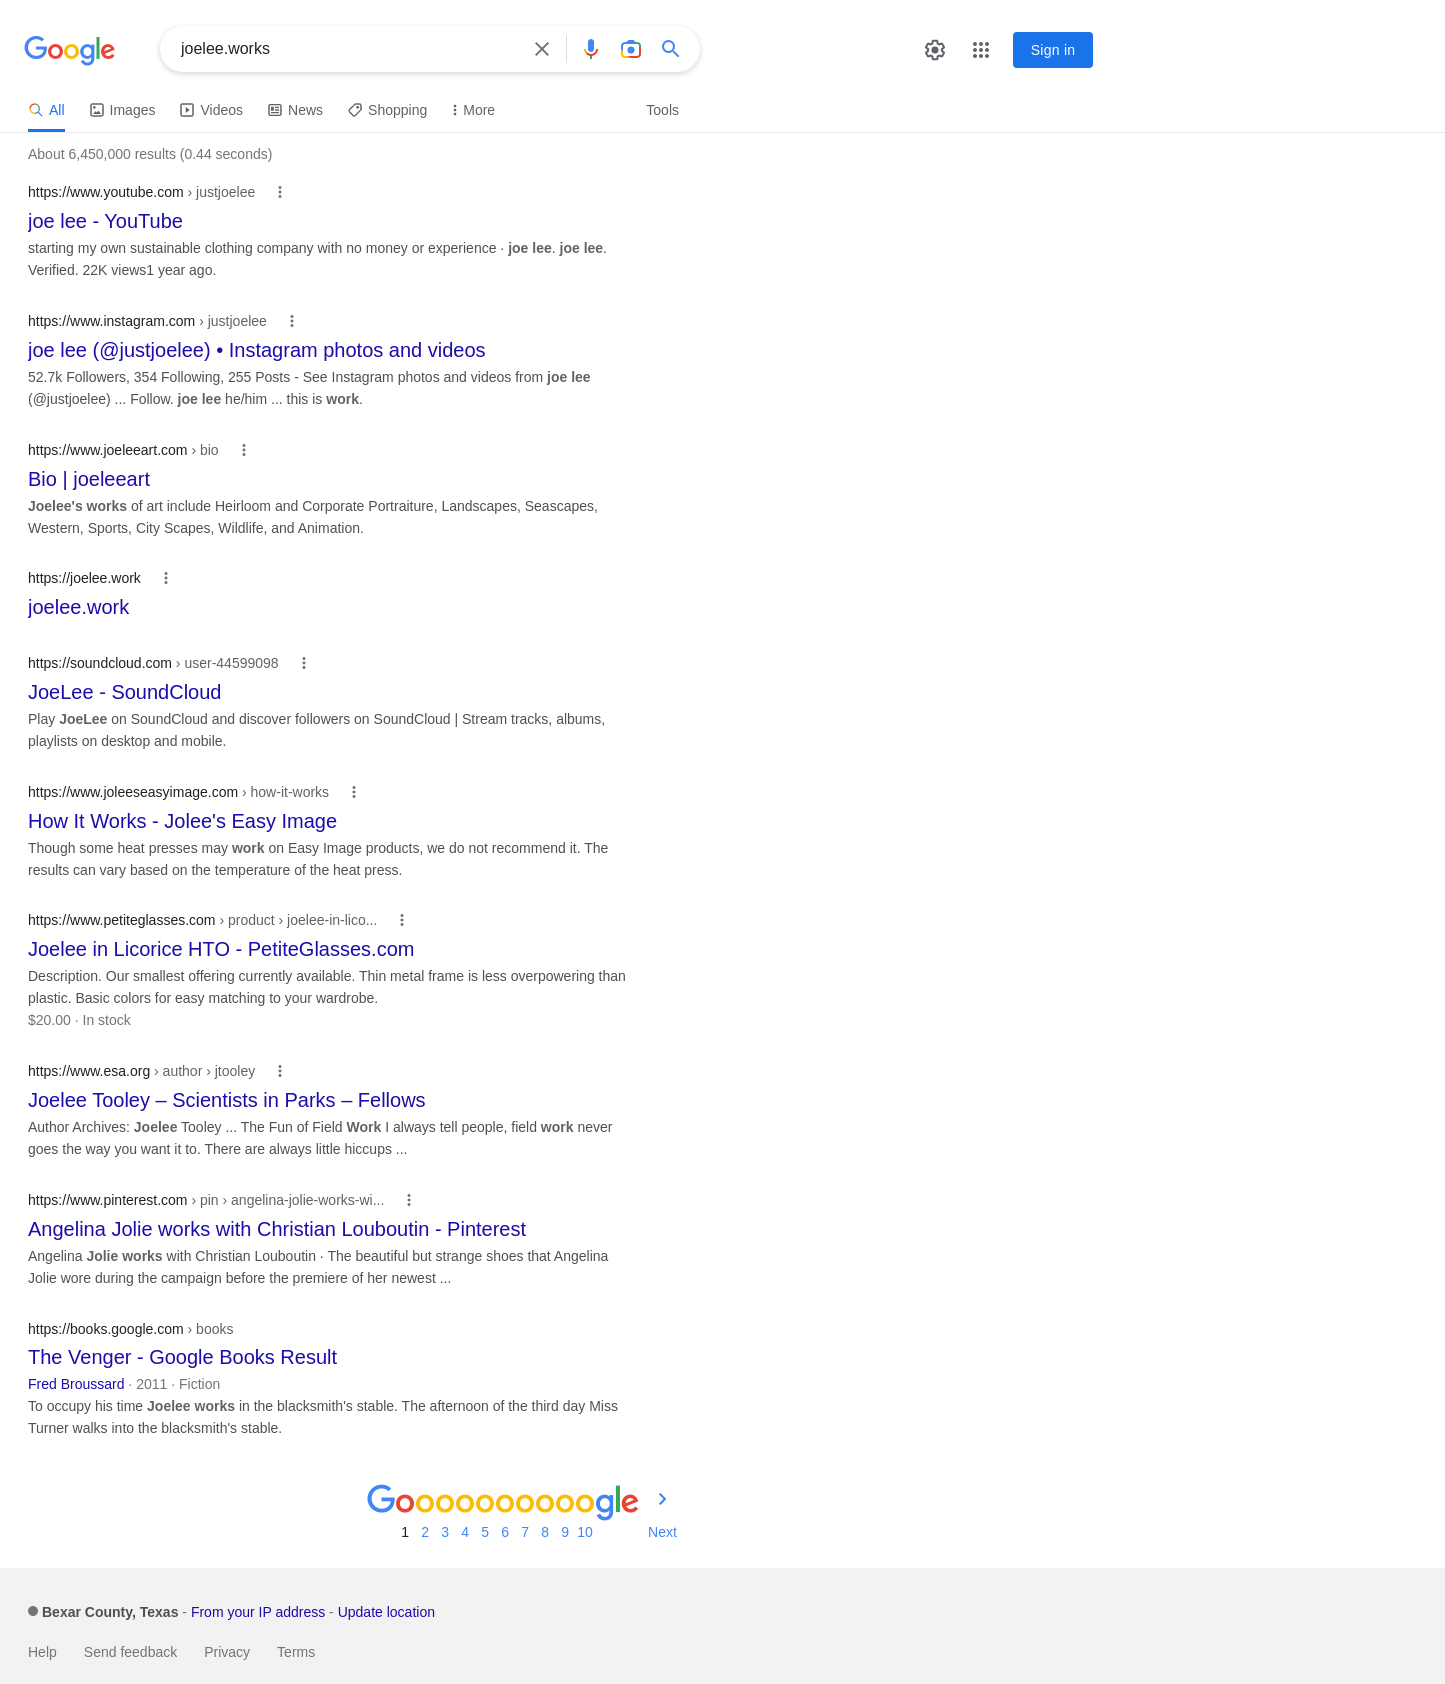 Google
joelee.works
Sign in
All Images Videos News Shopping More Tools
About 6,450,000 results (0.44 seconds)
https://www.youtube.com › justjoelee
joe lee - YouTube
starting my own sustainable clothing company with no money or experience · joe lee. joe lee.
Verified. 22K views1 year ago.
https://www.instagram.com › justjoelee
joe lee (@justjoelee) • Instagram photos and videos
52.7k Followers, 354 Following, 255 Posts - See Instagram photos and videos from joe lee
(@justjoelee) ... Follow. joe lee he/him ... this is work.
https://www.joeleeart.com › bio
Bio | joeleeart
Joelee's works of art include Heirloom and Corporate Portraiture, Landscapes, Seascapes,
Western, Sports, City Scapes, Wildlife, and Animation.
https://joelee.work
joelee.work
https://soundcloud.com › user-44599098
JoeLee - SoundCloud
Play JoeLee on SoundCloud and discover followers on SoundCloud | Stream tracks, albums,
playlists on desktop and mobile.
https://www.joleeseasyimage.com › how-it-works
How It Works - Jolee's Easy Image
Though some heat presses may work on Easy Image products, we do not recommend it. The
results can vary based on the temperature of the heat press.
https://www.petiteglasses.com › product › joelee-in-lico...
Joelee in Licorice HTO - PetiteGlasses.com
Description. Our smallest offering currently available. Thin metal frame is less overpowering than
plastic. Basic colors for easy matching to your wardrobe.
$20.00 · In stock
https://www.esa.org › author › jtooley
Joelee Tooley – Scientists in Parks – Fellows
Author Archives: Joelee Tooley ... The Fun of Field Work I always tell people, field work never
goes the way you want it to. There are always little hiccups ...
https://www.pinterest.com › pin › angelina-jolie-works-wi...
Angelina Jolie works with Christian Louboutin - Pinterest
Angelina Jolie works with Christian Louboutin · The beautiful but strange shoes that Angelina
Jolie wore during the campaign before the premiere of her newest ...
https://books.google.com › books
The Venger - Google Books Result
Fred Broussard · 2011 · Fiction
To occupy his time Joelee works in the blacksmith's stable. The afternoon of the third day Miss
Turner walks into the blacksmith's stable.
Goooooooooogle
1 2 3 4 5 6 7 8 9 10 Next
Bexar County, Texas - From your IP address - Update location
Help Send feedback Privacy Terms